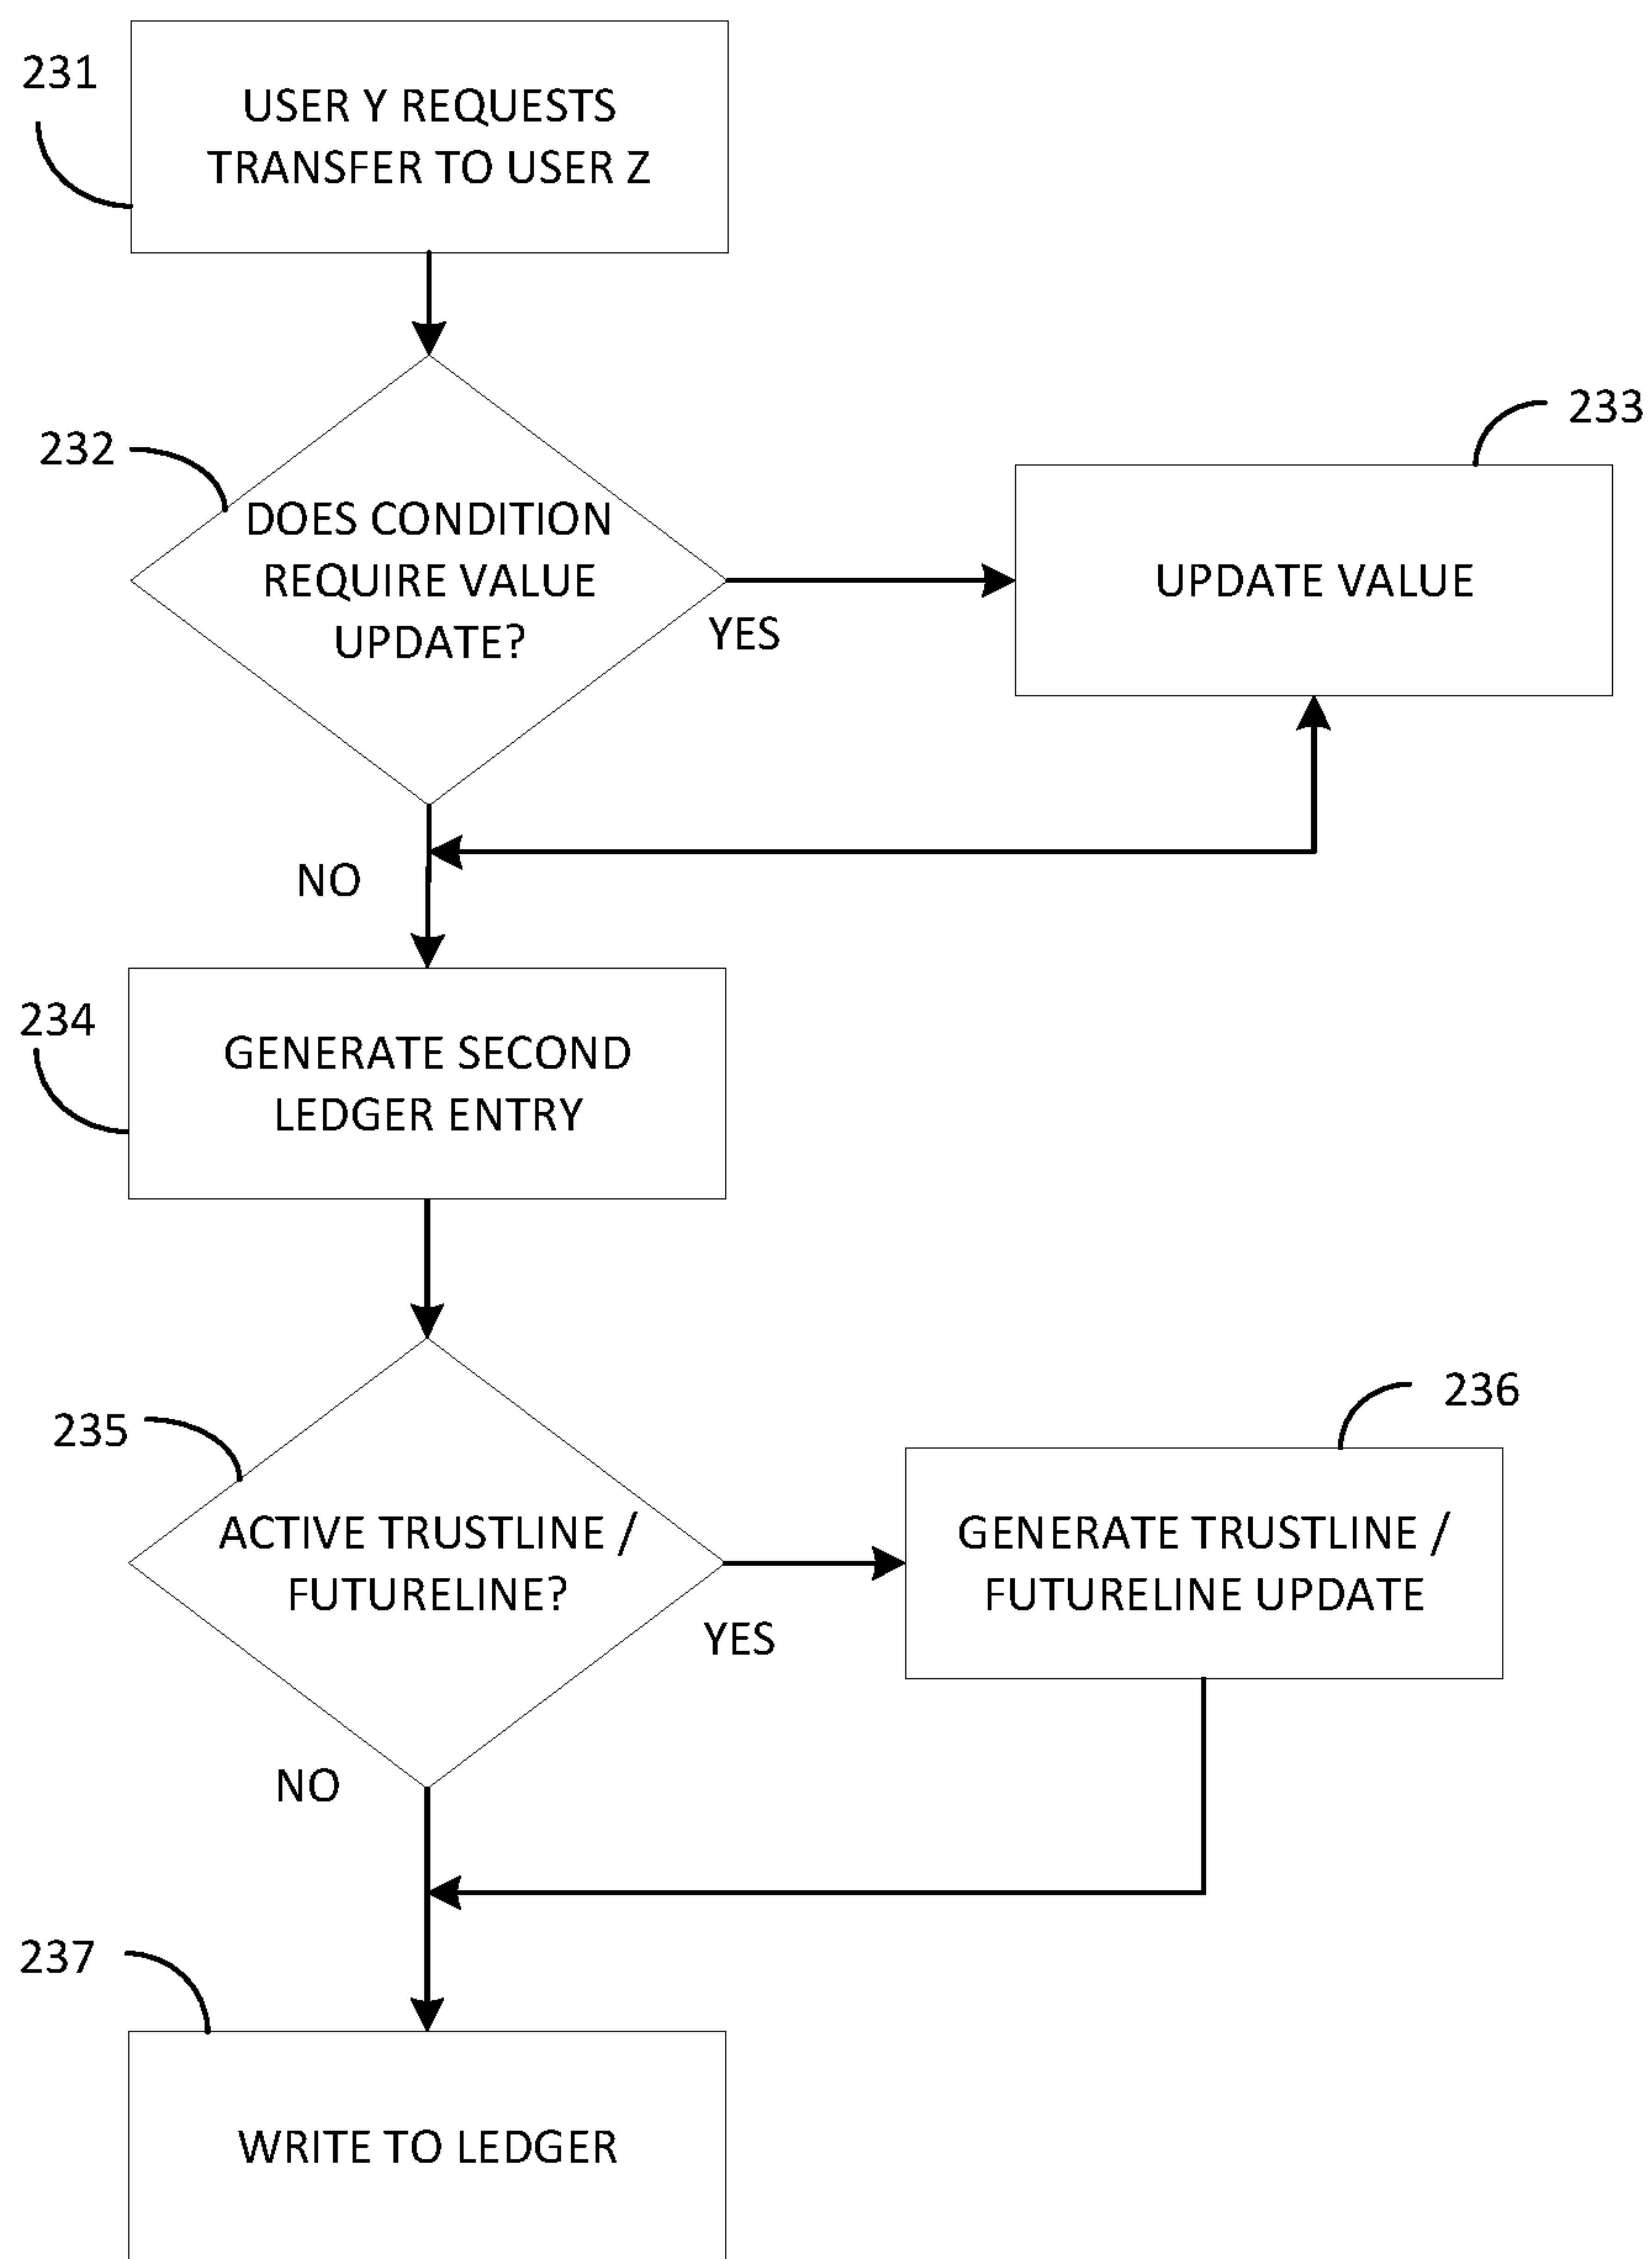 231
USER Y REQUESTS
TRANSFER TO USER Z
232
DOES CONDITION
REQUIRE VALUE
UPDATE?
YES
233
UPDATE VALUE
NO
234
GENERATE SECOND
LEDGER ENTRY
235
ACTIVE TRUSTLINE /
FUTURELINE?
YES
236
GENERATE TRUSTLINE /
FUTURELINE UPDATE
NO
237
WRITE TO LEDGER